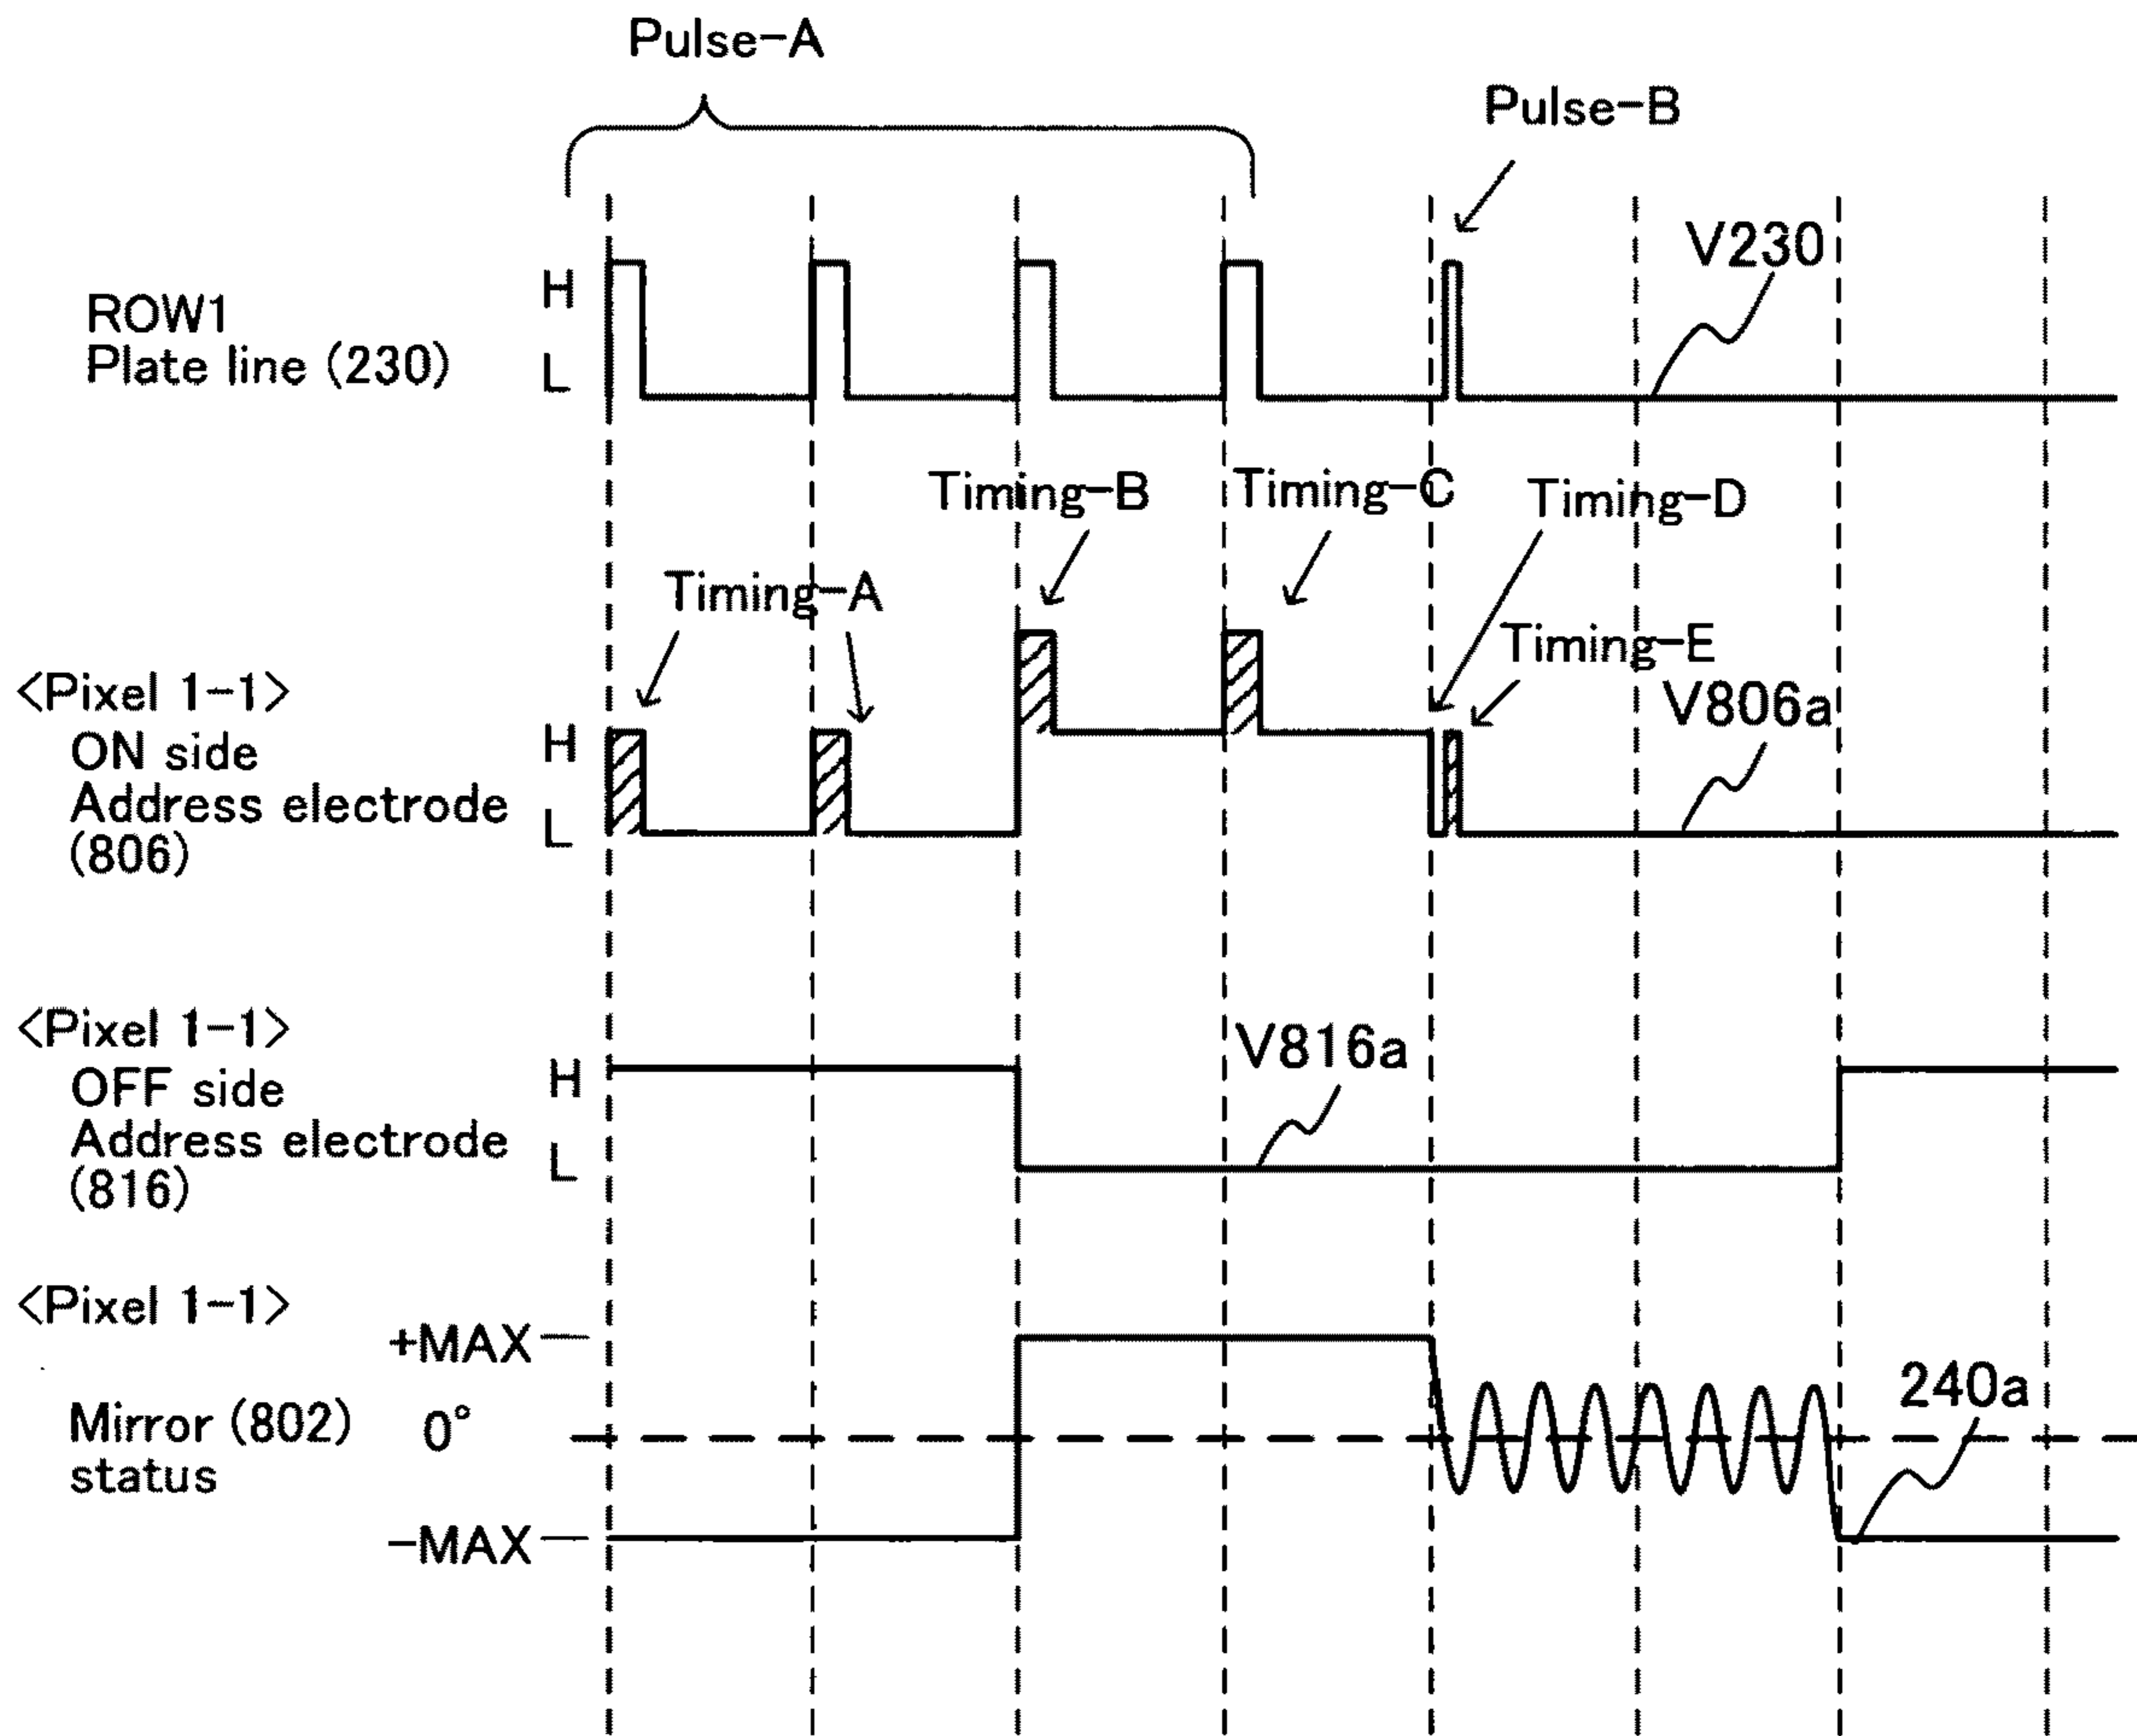 Pulse-A
Pulse-B
V230
ROW1
Plate line (230)
H
L
Timing-B
Timing-C
Timing-D
Timing-A
Timing-E
V806a
<Pixel 1-1>
ON side
Address electrode
(806)
H
L
<Pixel 1-1>
OFF side
Address electrode
(816)
H
L
V816a
<Pixel 1-1>
+MAX
Mirror (802)
status
0°
-MAX
240a